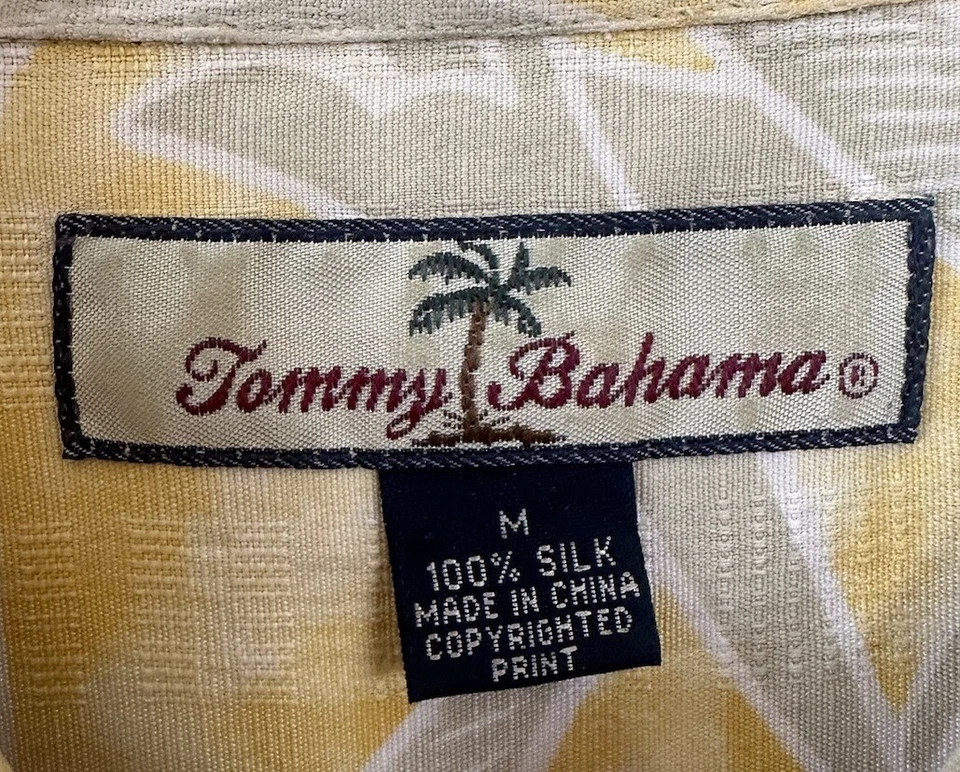 Tommy Bahama®
M
100% SILK
MADE IN CHINA
COPYRIGHTED
PRINT